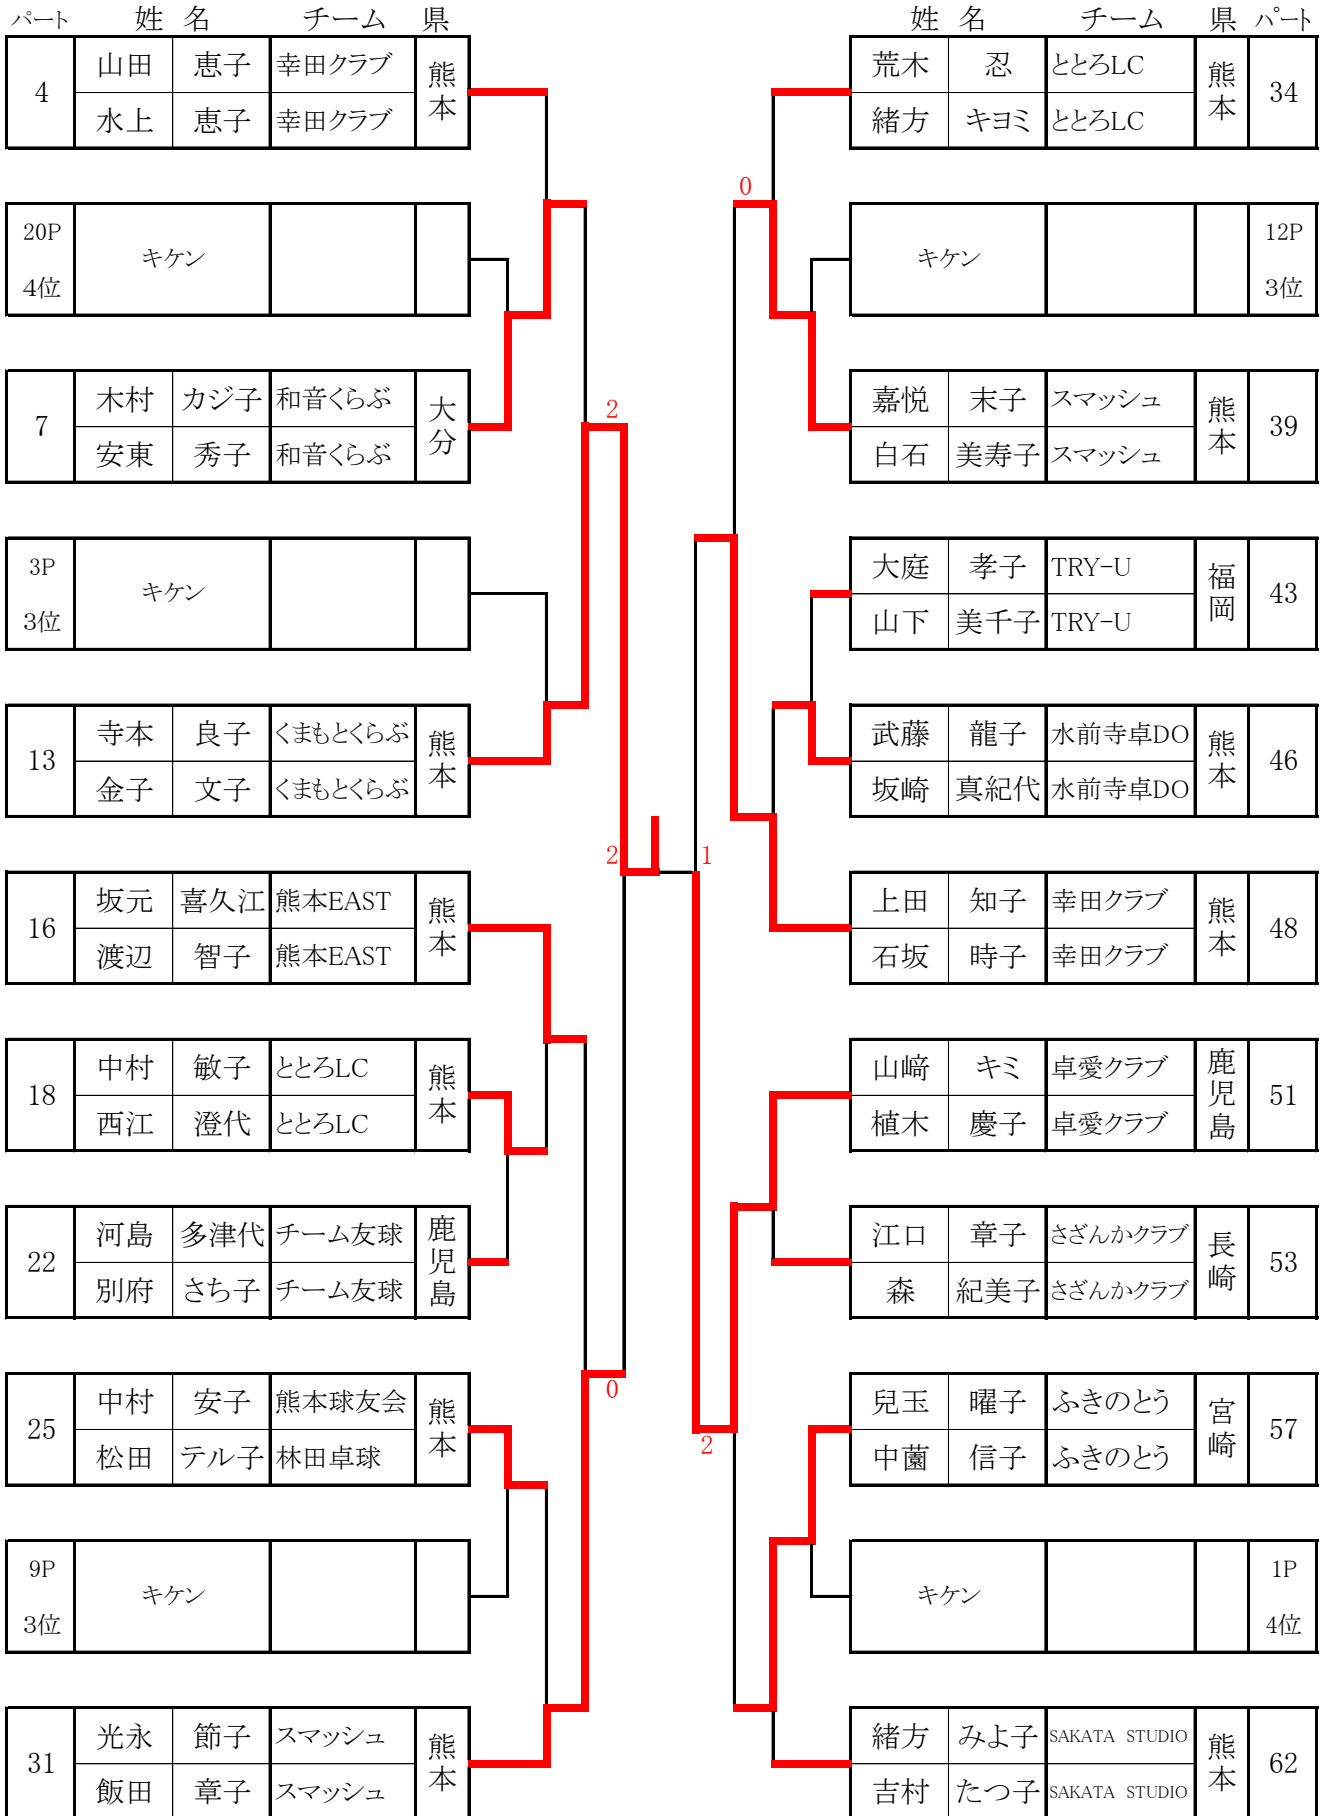 パート 姓 名 チーム 県
4 山田 恵子 幸田クラブ 熊本
水上 恵子 幸田クラブ
20P キケン
4位
7 木村 カジ子 和音くらぶ 大分
安東 秀子 和音くらぶ
3P キケン
3位
13 寺本 良子 くまもとくらぶ 熊本
金子 文子 くまもとくらぶ
16 坂元 喜久江 熊本EAST 熊本
渡辺 智子 熊本EAST
18 中村 敏子 ととろLC 熊本
西江 澄代 ととろLC
22 河島 多津代 チーム友球 鹿児島
別府 さち子 チーム友球
25 中村 安子 熊本球友会 熊本
松田 テル子 林田卓球
9P キケン
3位
31 光永 節子 スマッシュ 熊本
飯田 章子 スマッシュ
2
2
0
0
1
2
姓 名 チーム 県 パート
荒木 忍 ととろLC 熊本 34
緒方 キヨミ ととろLC
キケン 12P
3位
嘉悦 末子 スマッシュ 熊本 39
白石 美寿子 スマッシュ
大庭 孝子 TRY-U 福岡 43
山下 美千子 TRY-U
武藤 龍子 水前寺卓DO 熊本 46
坂崎 真紀代 水前寺卓DO
上田 知子 幸田クラブ 熊本 48
石坂 時子 幸田クラブ
山﨑 キミ 卓愛クラブ 鹿児島 51
植木 慶子 卓愛クラブ
江口 章子 さざんかクラブ 長崎 53
森 紀美子 さざんかクラブ
兒玉 曜子 ふきのとう 宮崎 57
中薗 信子 ふきのとう
キケン 1P
4位
緒方 みよ子 SAKATA STUDIO 熊本 62
吉村 たつ子 SAKATA STUDIO